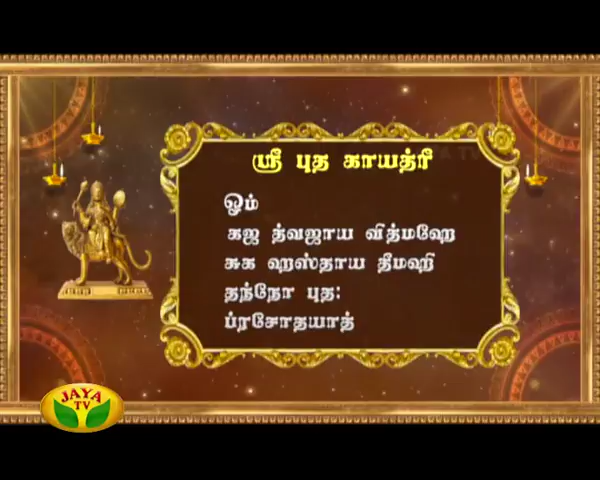 ஸ்ரீ புத காயத்ரீ
ஓம்
கஜ த்வஜாய வித்மஹே
சுக ஹஸ்தாய தீமஹி
தந்நோ புத:
ப்ரசோதயாத்
JAYA
TV